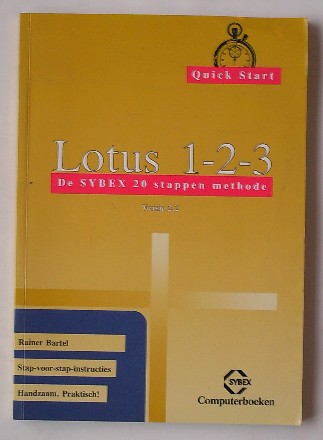 Quick Start
Lotus 1-2-3
De SYBEX 20 stappen methode
Rainer Bartel
Stap-voor-stap-instructies
Handzaam, Praktisch!
SYBEX
Computerboeken